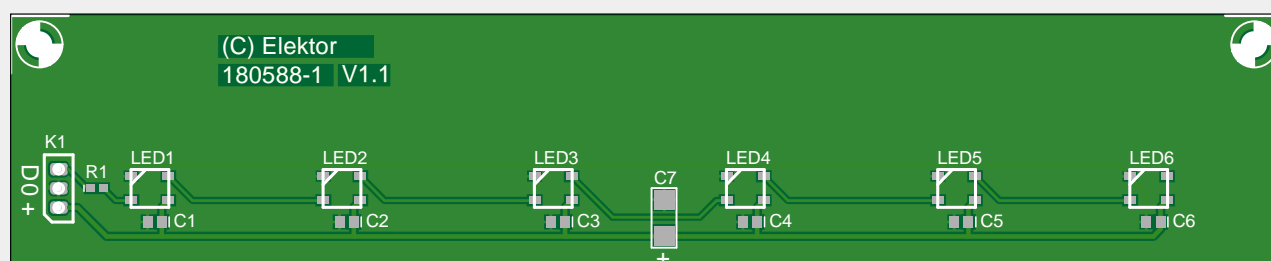 (C) Elektor
180588-1 V1.1
K1
D0+
R1
LED1
LED2
LED3
C7
LED4
LED5
LED6
C1
C2
C3
C4
C5
C6
+